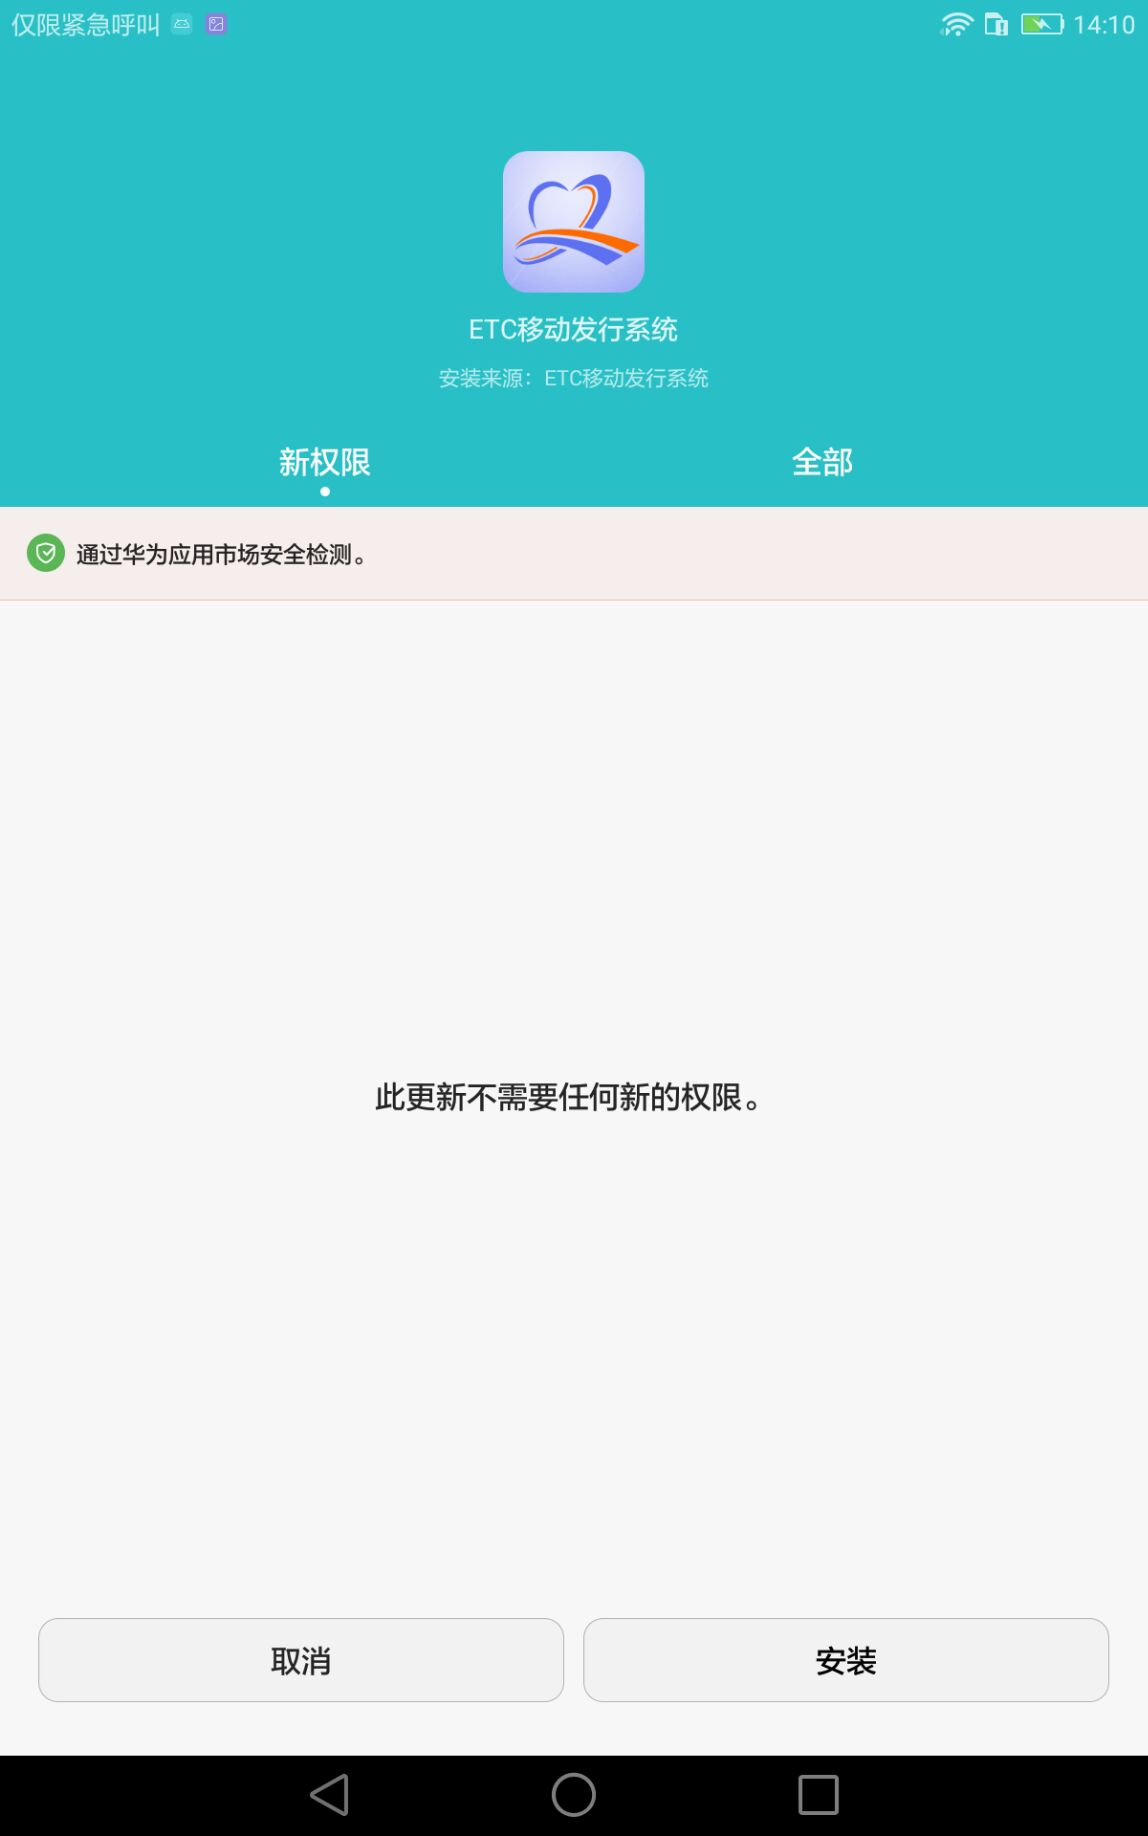 仅限紧急呼叫 14:10
ETC移动发行系统
安装来源：ETC移动发行系统
新权限 全部
通过华为应用市场安全检测。
此更新不需要任何新的权限。
取消 安装